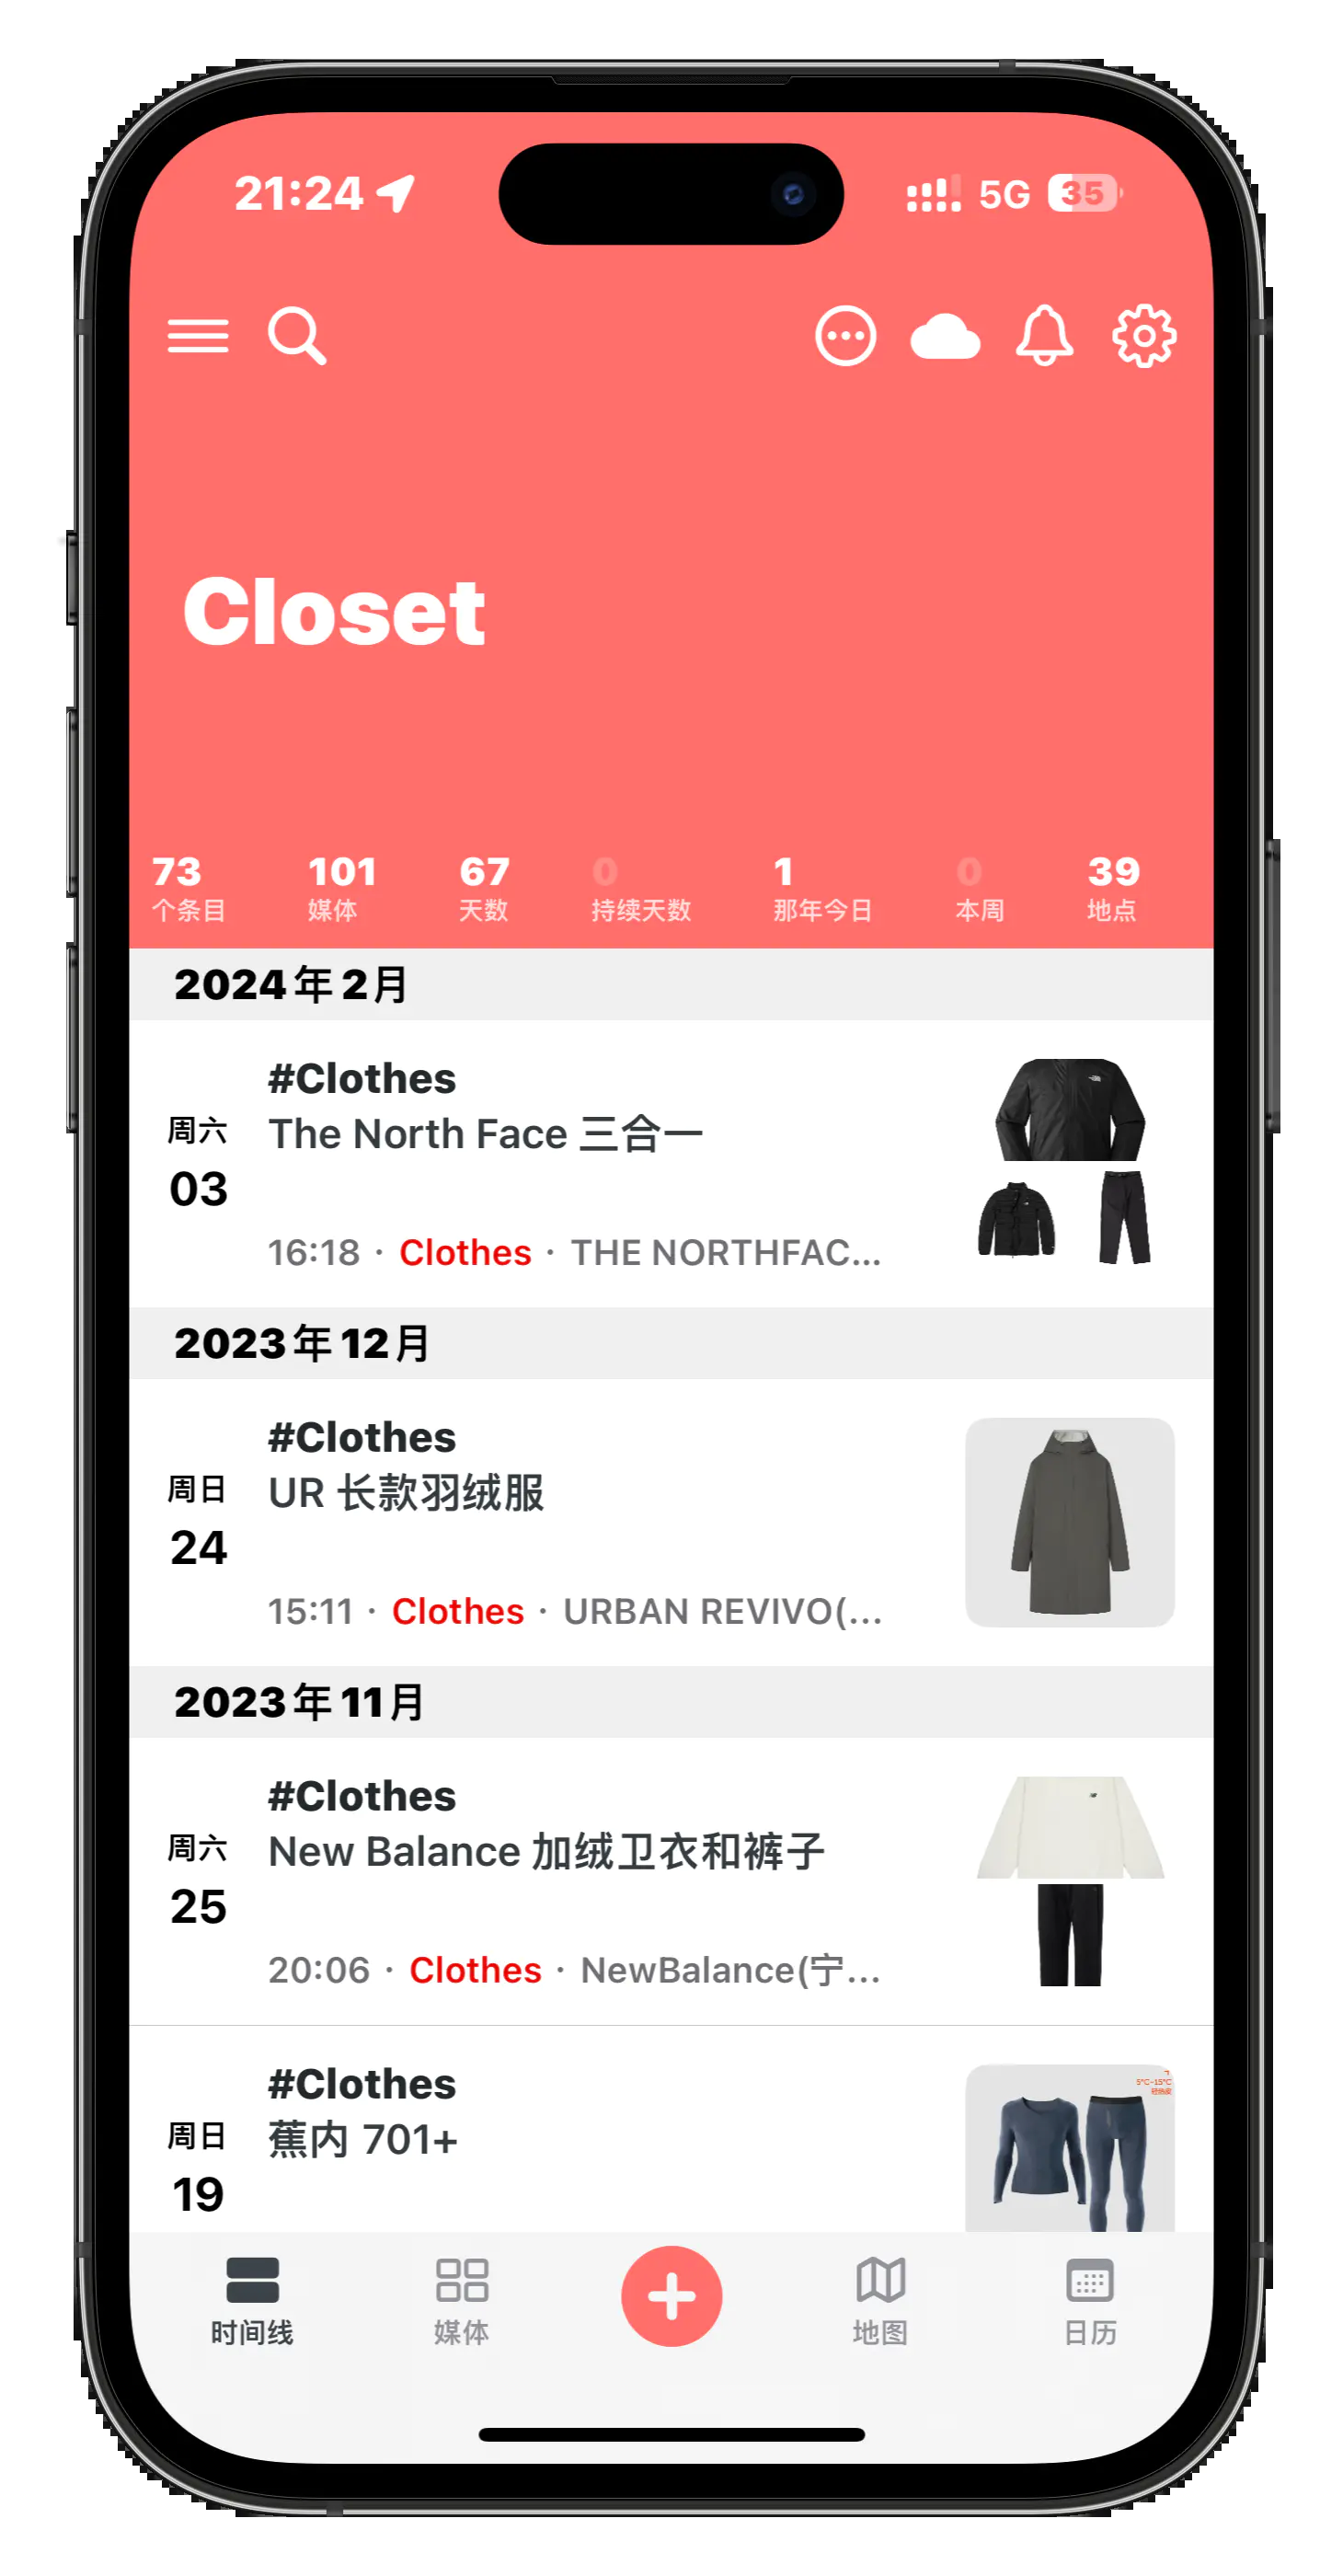 21:24 5G 35
Closet
73 101 67 0 1 0 39
个条目 媒体 天数 持续天数 那年今日 本周 地点
2024年2月
#Clothes
周六 The North Face 三合一
03
16:18 · Clothes · THE NORTHFAC...
2023年12月
#Clothes
周日 UR 长款羽绒服
24
15:11 · Clothes · URBAN REVIVO(...
2023年11月
#Clothes
周六 New Balance 加绒卫衣和裤子
25
20:06 · Clothes · NewBalance(宁...
#Clothes
5°C-15°C
轻热皮
周日 蕉内 701+
19
时间线 媒体 地图 日历